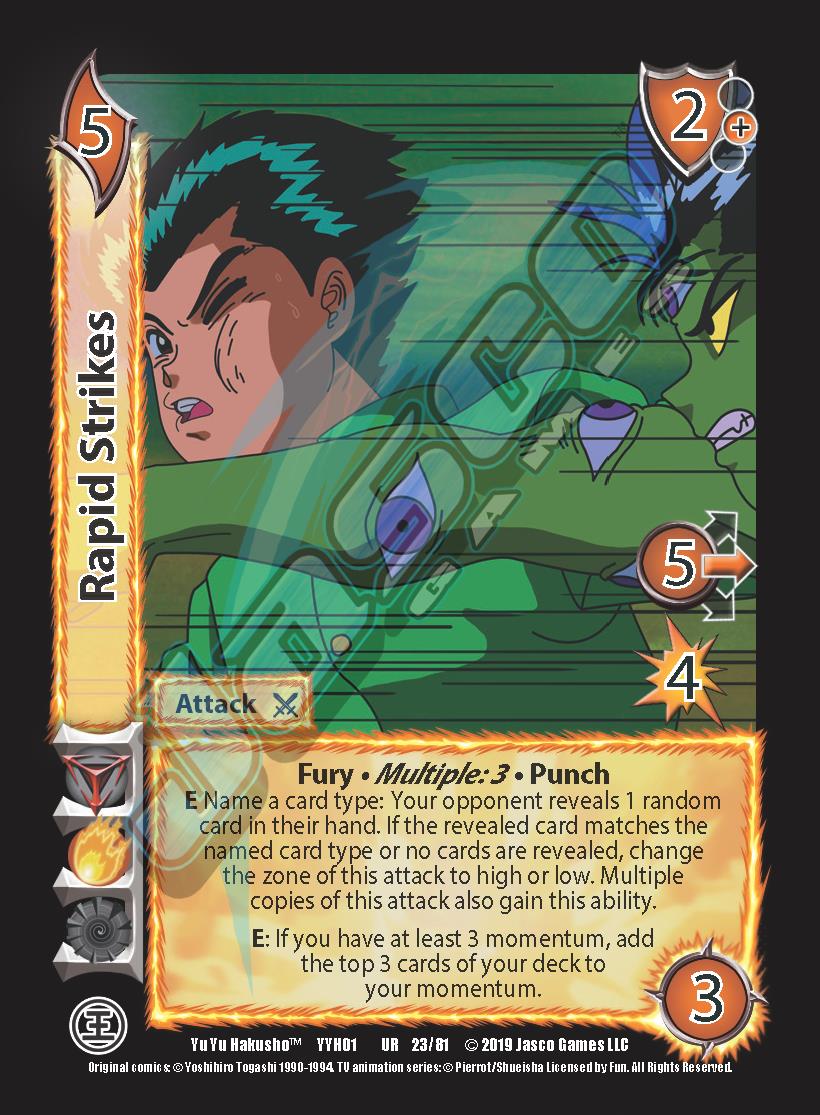 5
2
+
Rapid Strikes
JASCO
GAMES
5
4
Attack
Fury • Multiple: 3 • Punch
E Name a card type: Your opponent reveals 1 random
card in their hand. If the revealed card matches the
named card type or no cards are revealed, change
the zone of this attack to high or low. Multiple
copies of this attack also gain this ability.
E: If you have at least 3 momentum, add
the top 3 cards of your deck to
your momentum.
3
Yu Yu Hakusho™ YYH01 UR 23/81 © 2019 Jasco Games LLC
Original comics: © Yoshihiro Togashi 1990-1994. TV animation series: © Pierrot/Shueisha Licensed by Fun. All Rights Reserved.